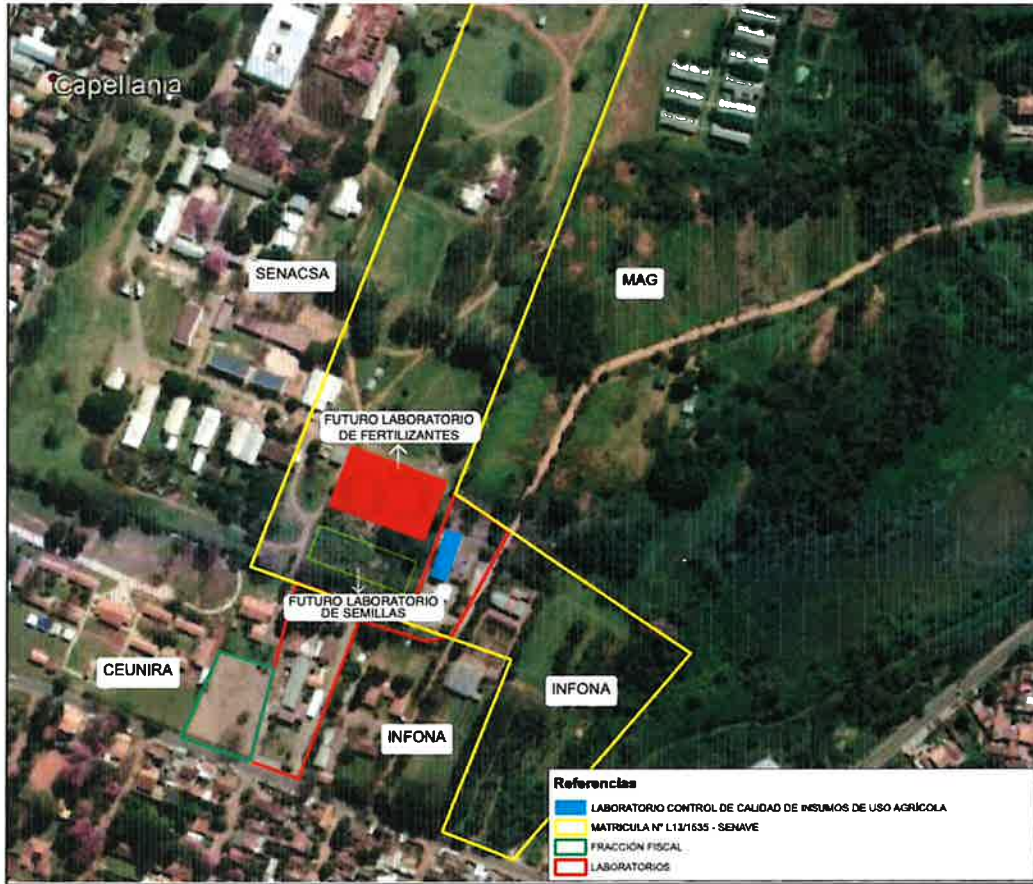 Capellania
SENACSA
MAG
FUTURO LABORATORIO
DE FERTILIZANTES
FUTURO LABORATORIO
DE SEMILLAS
CEUNIRA
INFONA
INFONA
Referencias
LABORATORIO CONTROL DE CALIDAD DE INSUMOS DE USO AGRÍCOLA
MATRICULA N° L13/1535 - SENAVE
FRACCIÓN FISCAL
LABORATORIOS